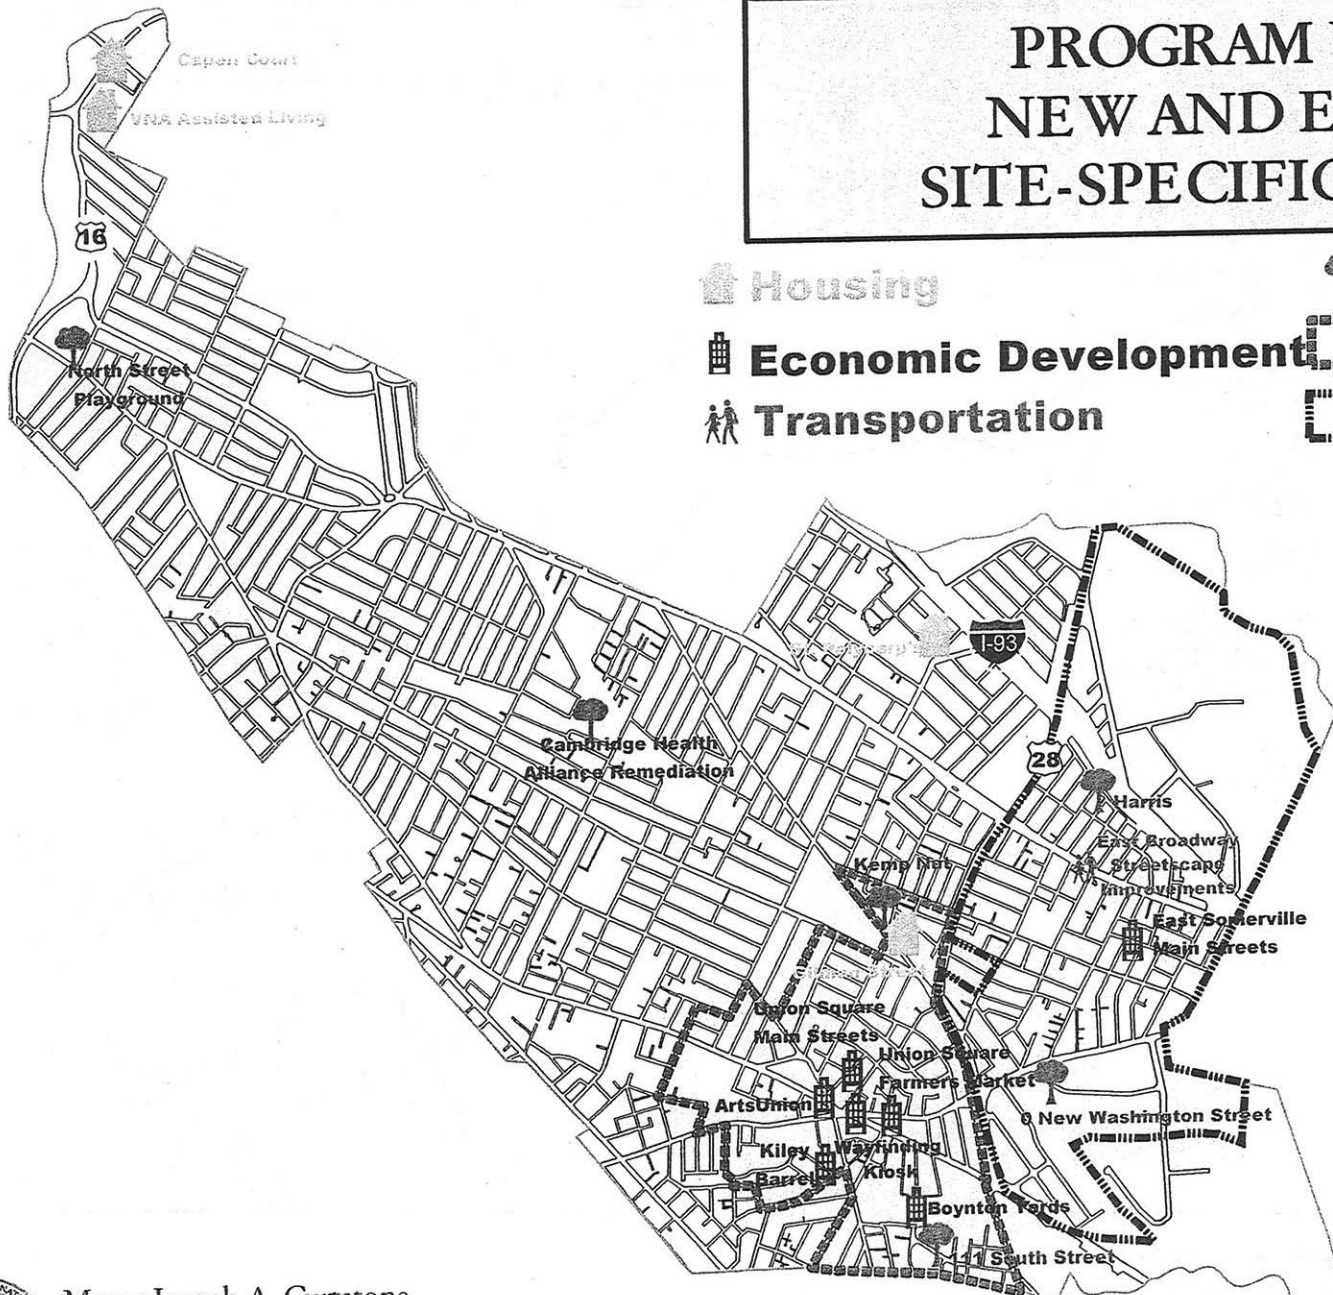 PROGRAM
NEW AND E
SITE-SPECIFIC
Capen Court
VNA Assisted Living
16
Housing
Economic Development
Transportation
North Street
Playground
I-93
28
Cambridge Health
Alliance Remediation
Harris
East Broadway
Streetscape
Improvements
Kemp Nut
East Somerville
Main Streets
Street
Union Square
Main Streets
Union Square
Farmers Market
ArtsUnion
0 New Washington Street
Kiley
Barrel
Wayfinding
Kiosk
Boynton Yards
111 South Street
Mayor Joseph A. Curtatone